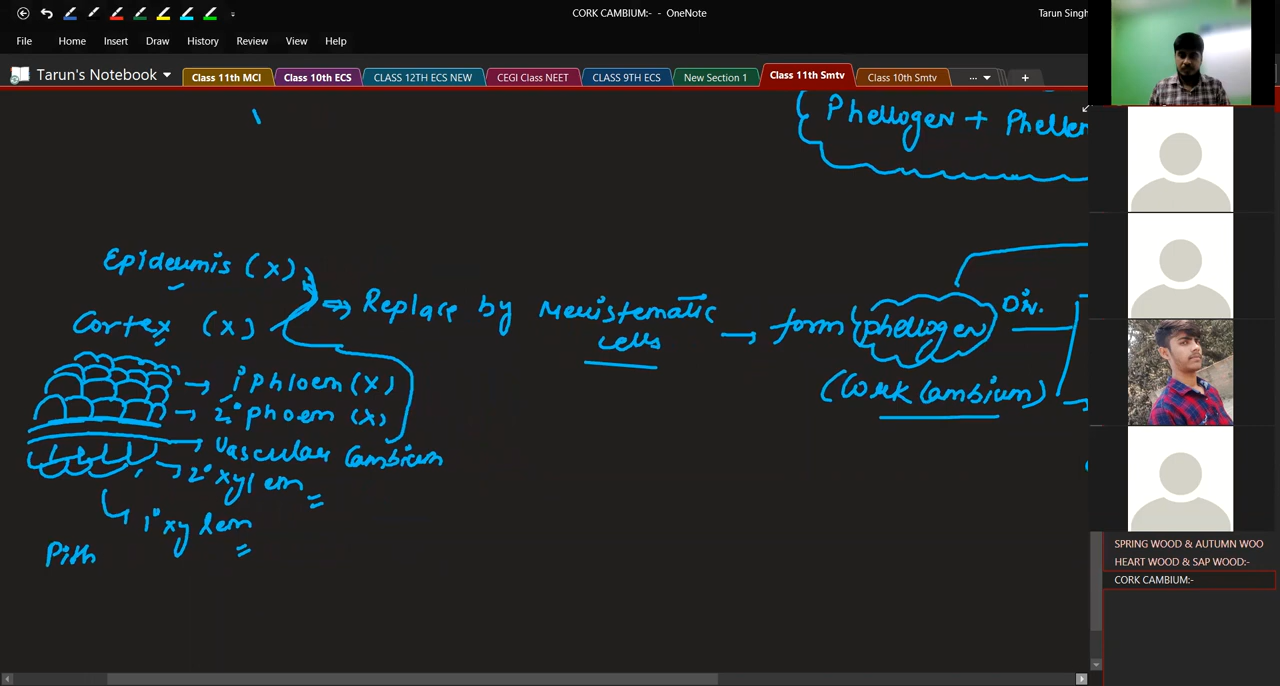 CORK CAMBIUM:- - OneNote
Tarun Singh
File Home Insert Draw History Review View Help
Tarun's Notebook
Class 11th MCI Class 10th ECS CLASS 12TH ECS NEW CEGI Class NEET CLASS 9TH ECS New Section 1 Class 11th Smtv Class 10th Smtv ... +
Phellogen + Phelle
Epidermis (x)
Cortex (x)
Replace by Meristematic cells
form phellogen
(Cork Cambium)
Div.
1° Phloem (x)
2° phoem (x)
Vascular Cambium
2° xylem
1° xylem
Pith
SPRING WOOD & AUTUMN WOO
HEART WOOD & SAP WOOD:-
CORK CAMBIUM:-